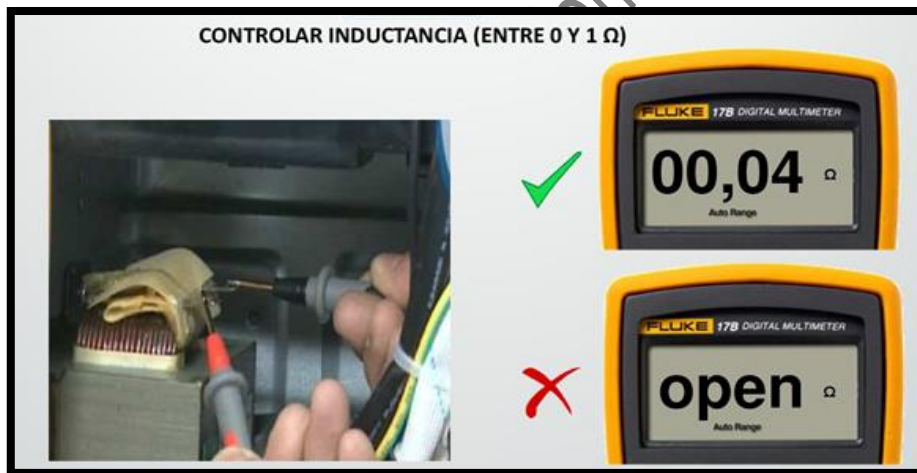 CONTROLAR INDUCTANCIA (ENTRE 0 Y 1 Ω)
FLUKE 17B DIGITAL MULTIMETER
00,04 Ω
Auto Range
FLUKE 17B DIGITAL MULTIMETER
open Ω
Auto Range